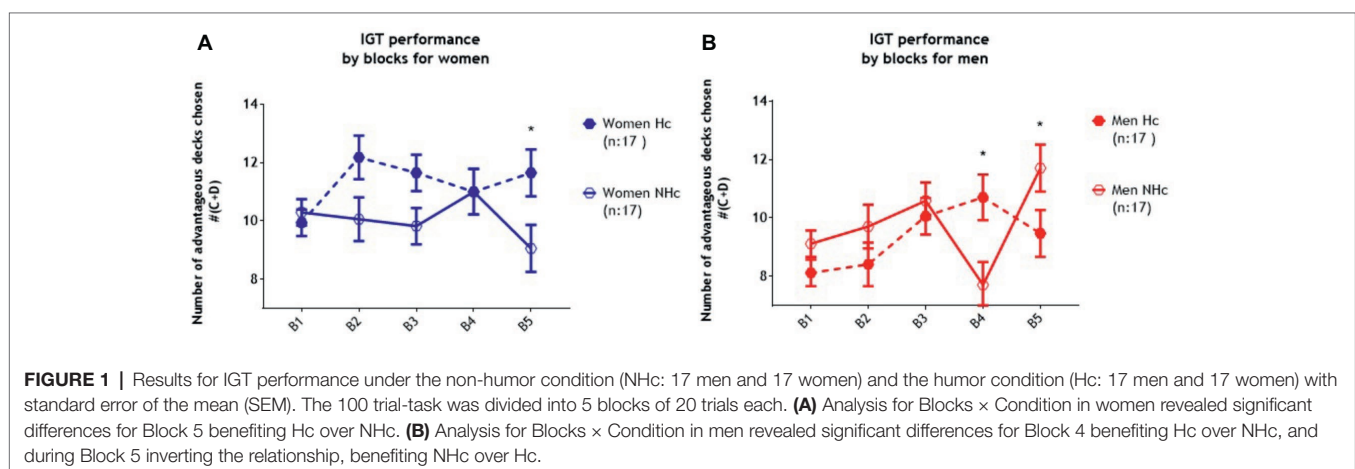 A
IGT performance
by blocks for women
Number of advantageous decks chosen
#(C+D)
14
12
10
8
B1
B2
B3
B4
B5
*
Women Hc
(n:17 )
Women NHc
(n:17)
B
IGT performance
by blocks for men
Number of advantageous decks chosen
#(C+D)
14
12
10
8
B1
B2
B3
B4
B5
*
*
Men Hc
(n:17 )
Men NHc
(n:17)
FIGURE 1 | Results for IGT performance under the non-humor condition (NHc: 17 men and 17 women) and the humor condition (Hc: 17 men and 17 women) with
standard error of the mean (SEM). The 100 trial-task was divided into 5 blocks of 20 trials each. (A) Analysis for Blocks × Condition in women revealed significant
differences for Block 5 benefiting Hc over NHc. (B) Analysis for Blocks × Condition in men revealed significant differences for Block 4 benefiting Hc over NHc, and
during Block 5 inverting the relationship, benefiting NHc over Hc.